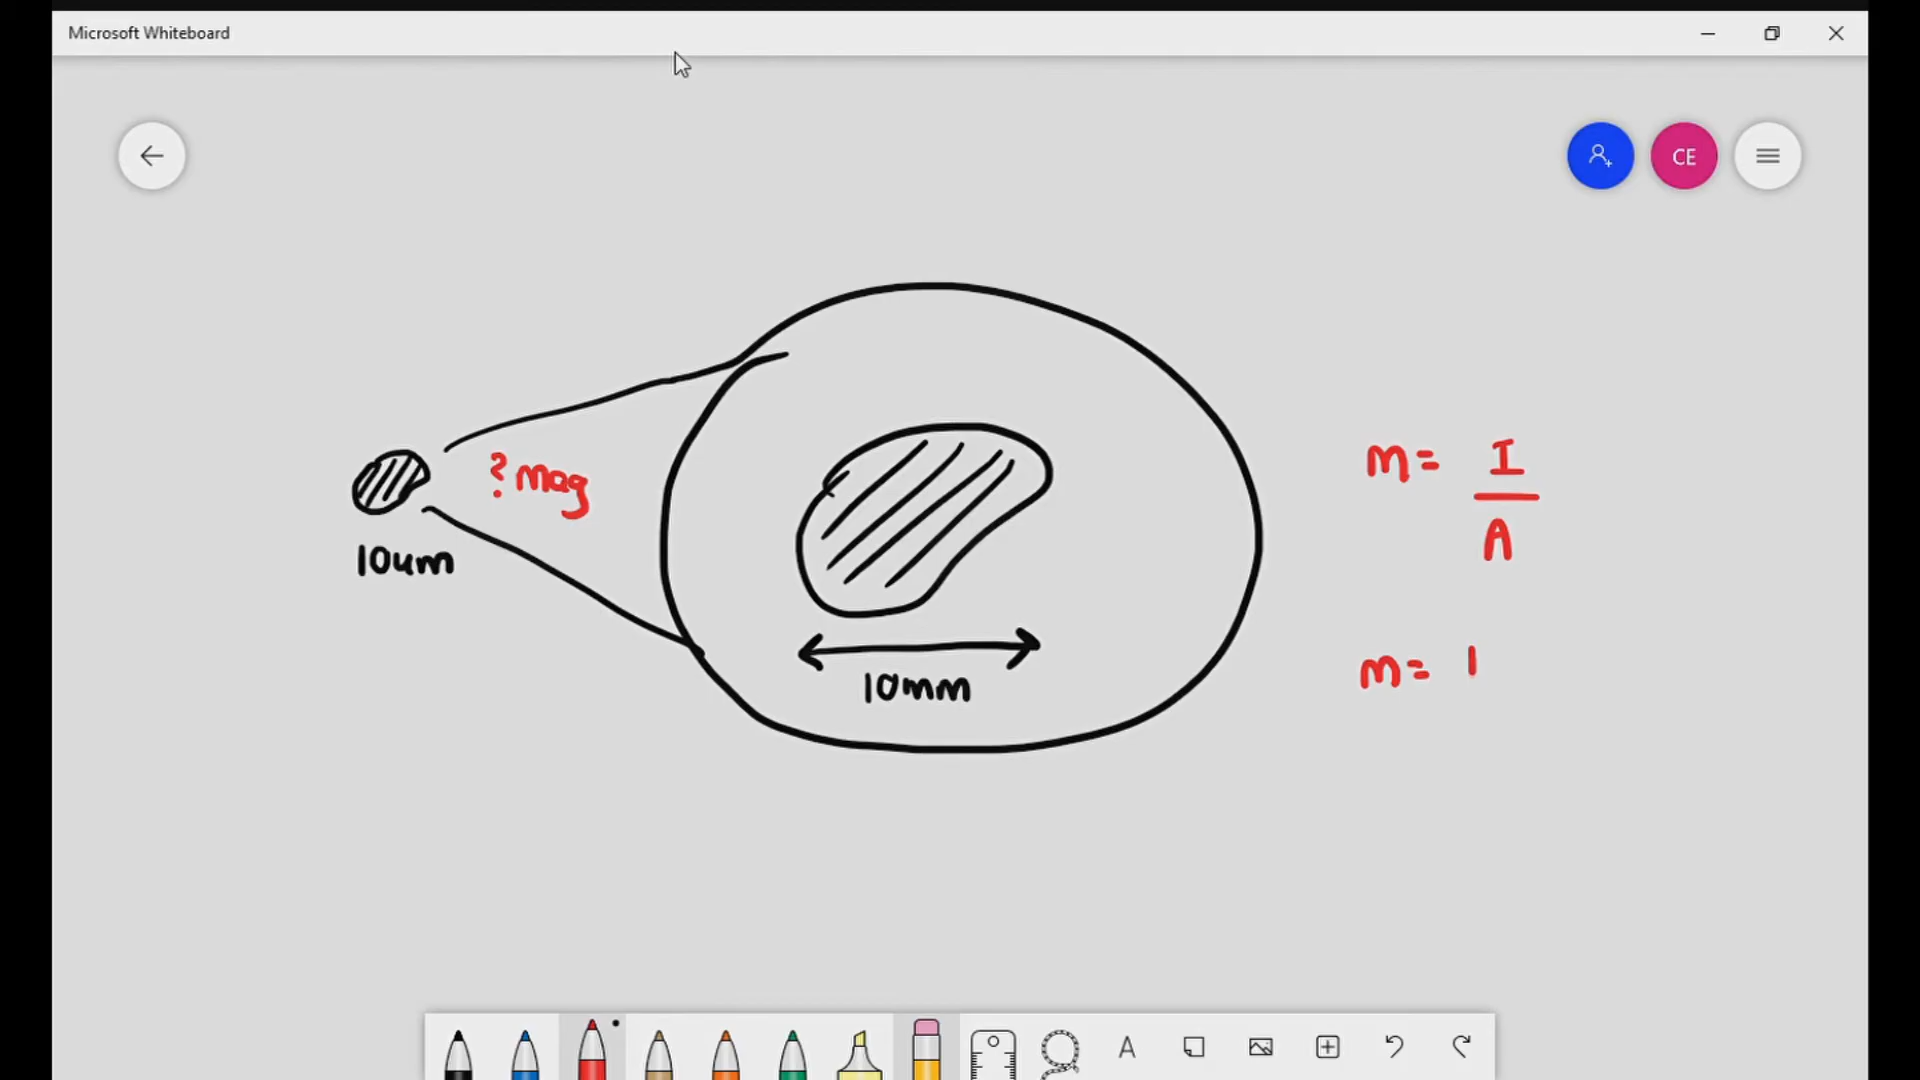 Microsoft Whiteboard
CE
? mag
10um
10mm
m = I
A
m = 1
A